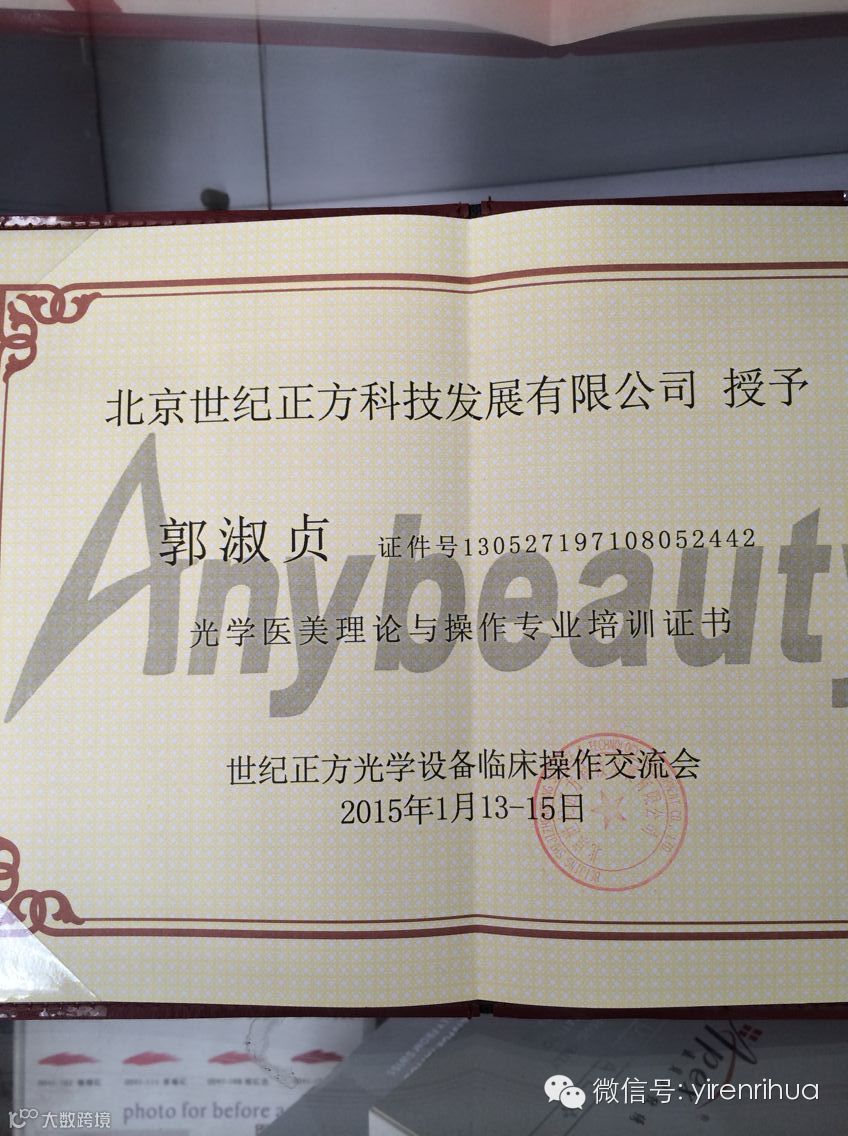 北京世纪正方科技发展有限公司 授予
郭淑贞 证件号130527197108052442
Anybeauty
光学医美理论与操作专业培训证书
世纪正方光学设备临床操作交流会
2015年1月13-15日
photo for before a
Apex
微信号: yirenrihua
大数跨境